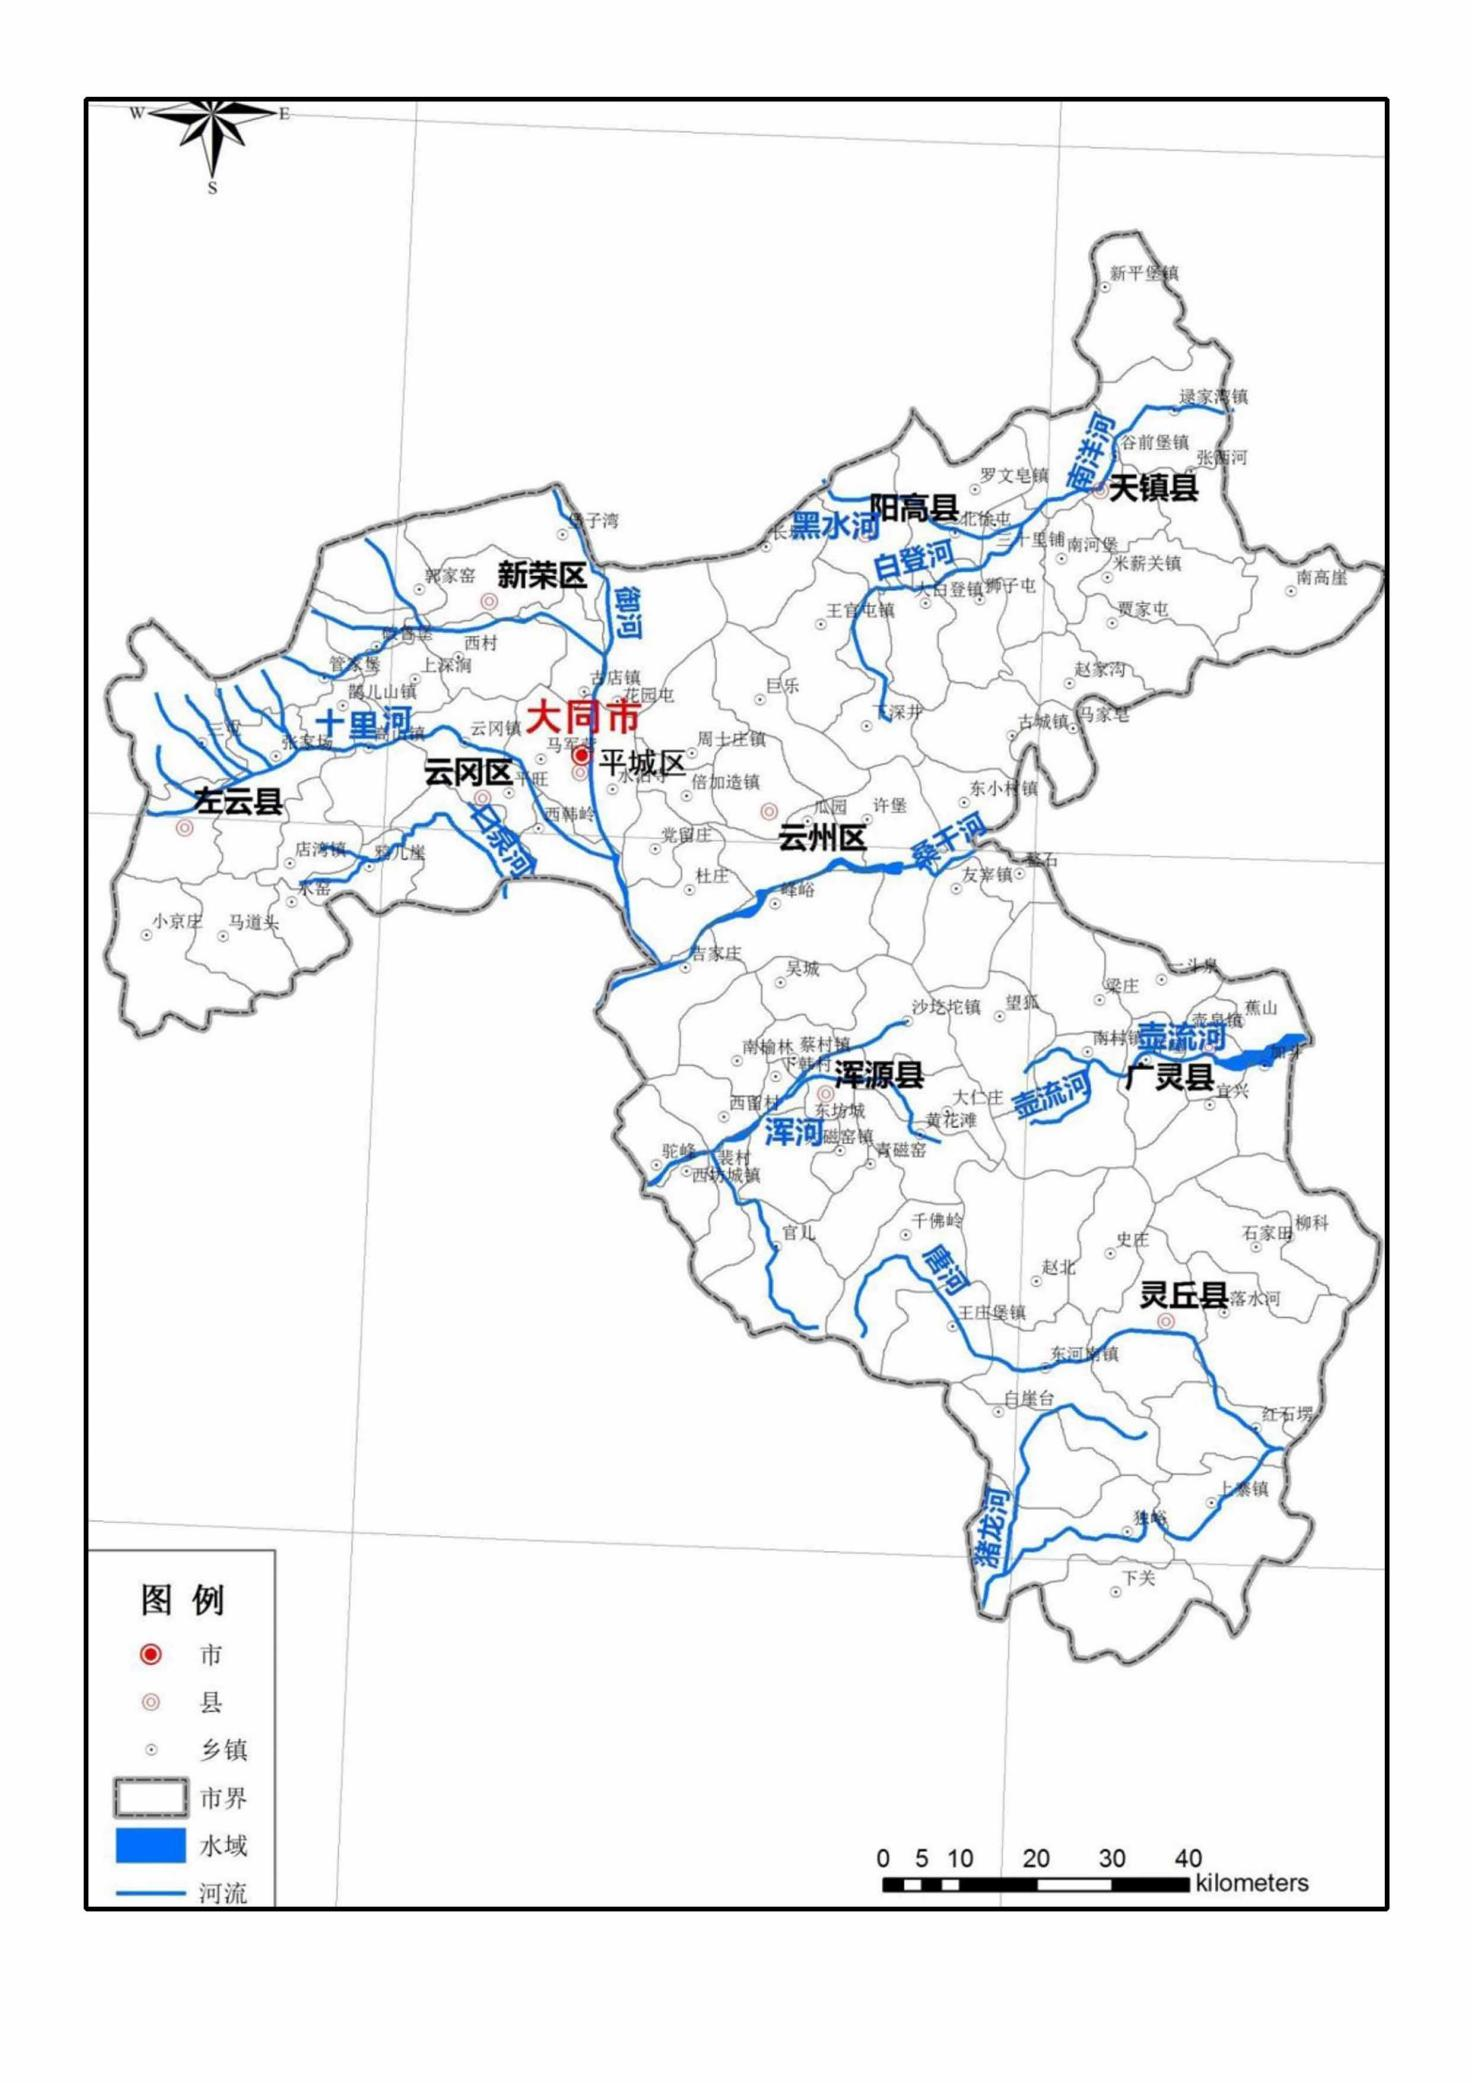 W
E
S
新平堡镇
逯家湾镇
南洋河
谷前堡镇
张西河
罗文皂镇
天镇县
阳高县
堡子湾
黑水河
北徐屯
三十里铺
南河堡
白登河
米薪关镇
南高崖
新荣区
郭家窑
大白登镇
狮子屯
御河
王官屯镇
贾家屯
破鲁堡
西村
管家堡
上深涧
赵家沟
古店镇
鹊儿山镇
花园屯
巨乐
大同市
十里河
下深井
古城镇
马家皂
三屯
云冈镇
张家场
马军营
周士庄镇
平城区
云冈区
平旺
水泊寺
倍加造镇
东小村镇
左云县
西韩岭
瓜园
许堡
口泉河
党留庄
云州区
桑干河
店湾镇
鸦儿崖
友宰镇
水窑
杜庄
峰峪
小京庄
马道头
吉家庄
吴城
一斗泉
梁庄
沙圪坨镇
望狐
蕉山
壶泉镇
南村镇
壶流河
南榆林
蔡村镇
下韩村
加斗
浑源县
广灵县
壶流河
宜兴
西留村
大仁庄
东坊城
黄花滩
浑河
磁窑镇
青磁窑
驼峰
裴村
西坊城镇
官儿
千佛岭
柳科
石家田
史庄
唐河
赵北
灵丘县
落水河
王庄堡镇
东河南镇
白崖台
红石塄
猪龙河
上寨镇
独峪
下关
图 例
市
县
乡镇
市界
水域
河流
0 5 10 20 30 40
kilometers